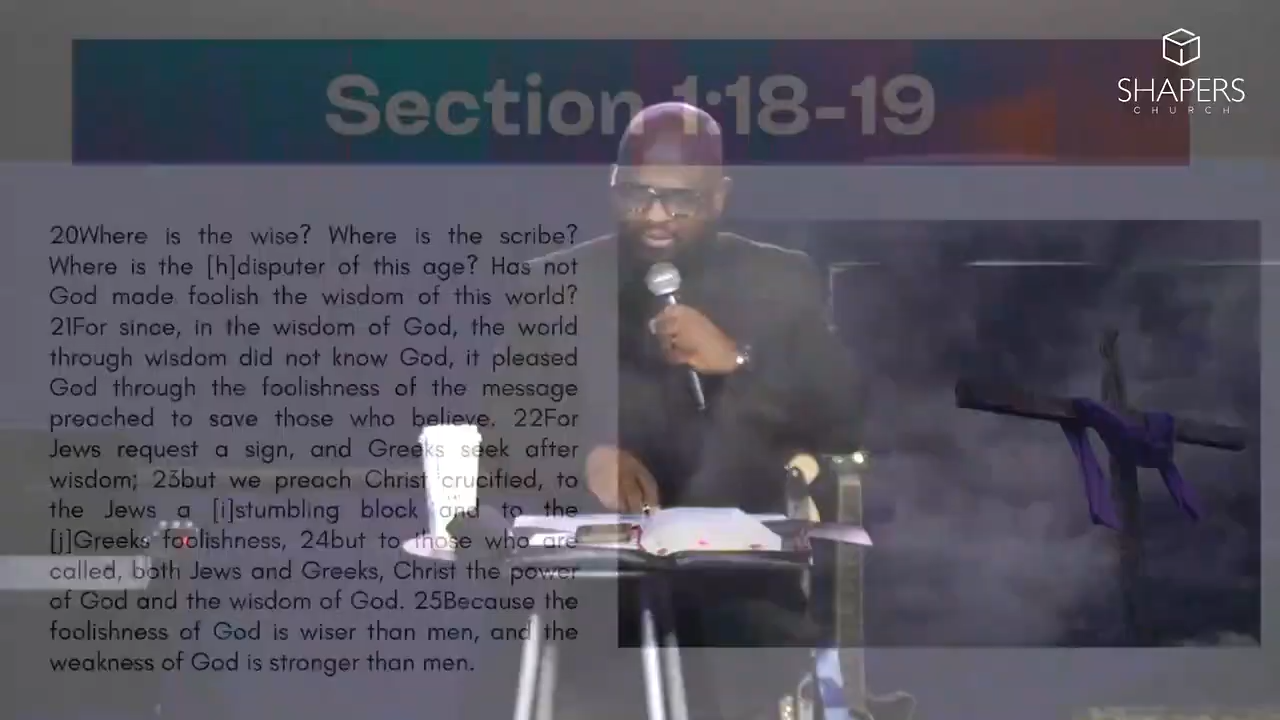 Section 1:18-19
SHAPERS
CHURCH
20Where is the wise? Where is the scribe?
Where is the [h]disputer of this age? Has not
God made foolish the wisdom of this world?
21For since, in the wisdom of God, the world
through wisdom did not know God, it pleased
God through the foolishness of the message
preached to save those who believe. 22For
Jews request a sign, and Greeks seek after
wisdom; 23but we preach Christ crucified, to
the Jews a [i]stumbling block and to the
[j]Greeks foolishness, 24but to those who are
called, both Jews and Greeks, Christ the power
of God and the wisdom of God. 25Because the
foolishness of God is wiser than men, and the
weakness of God is stronger than men.